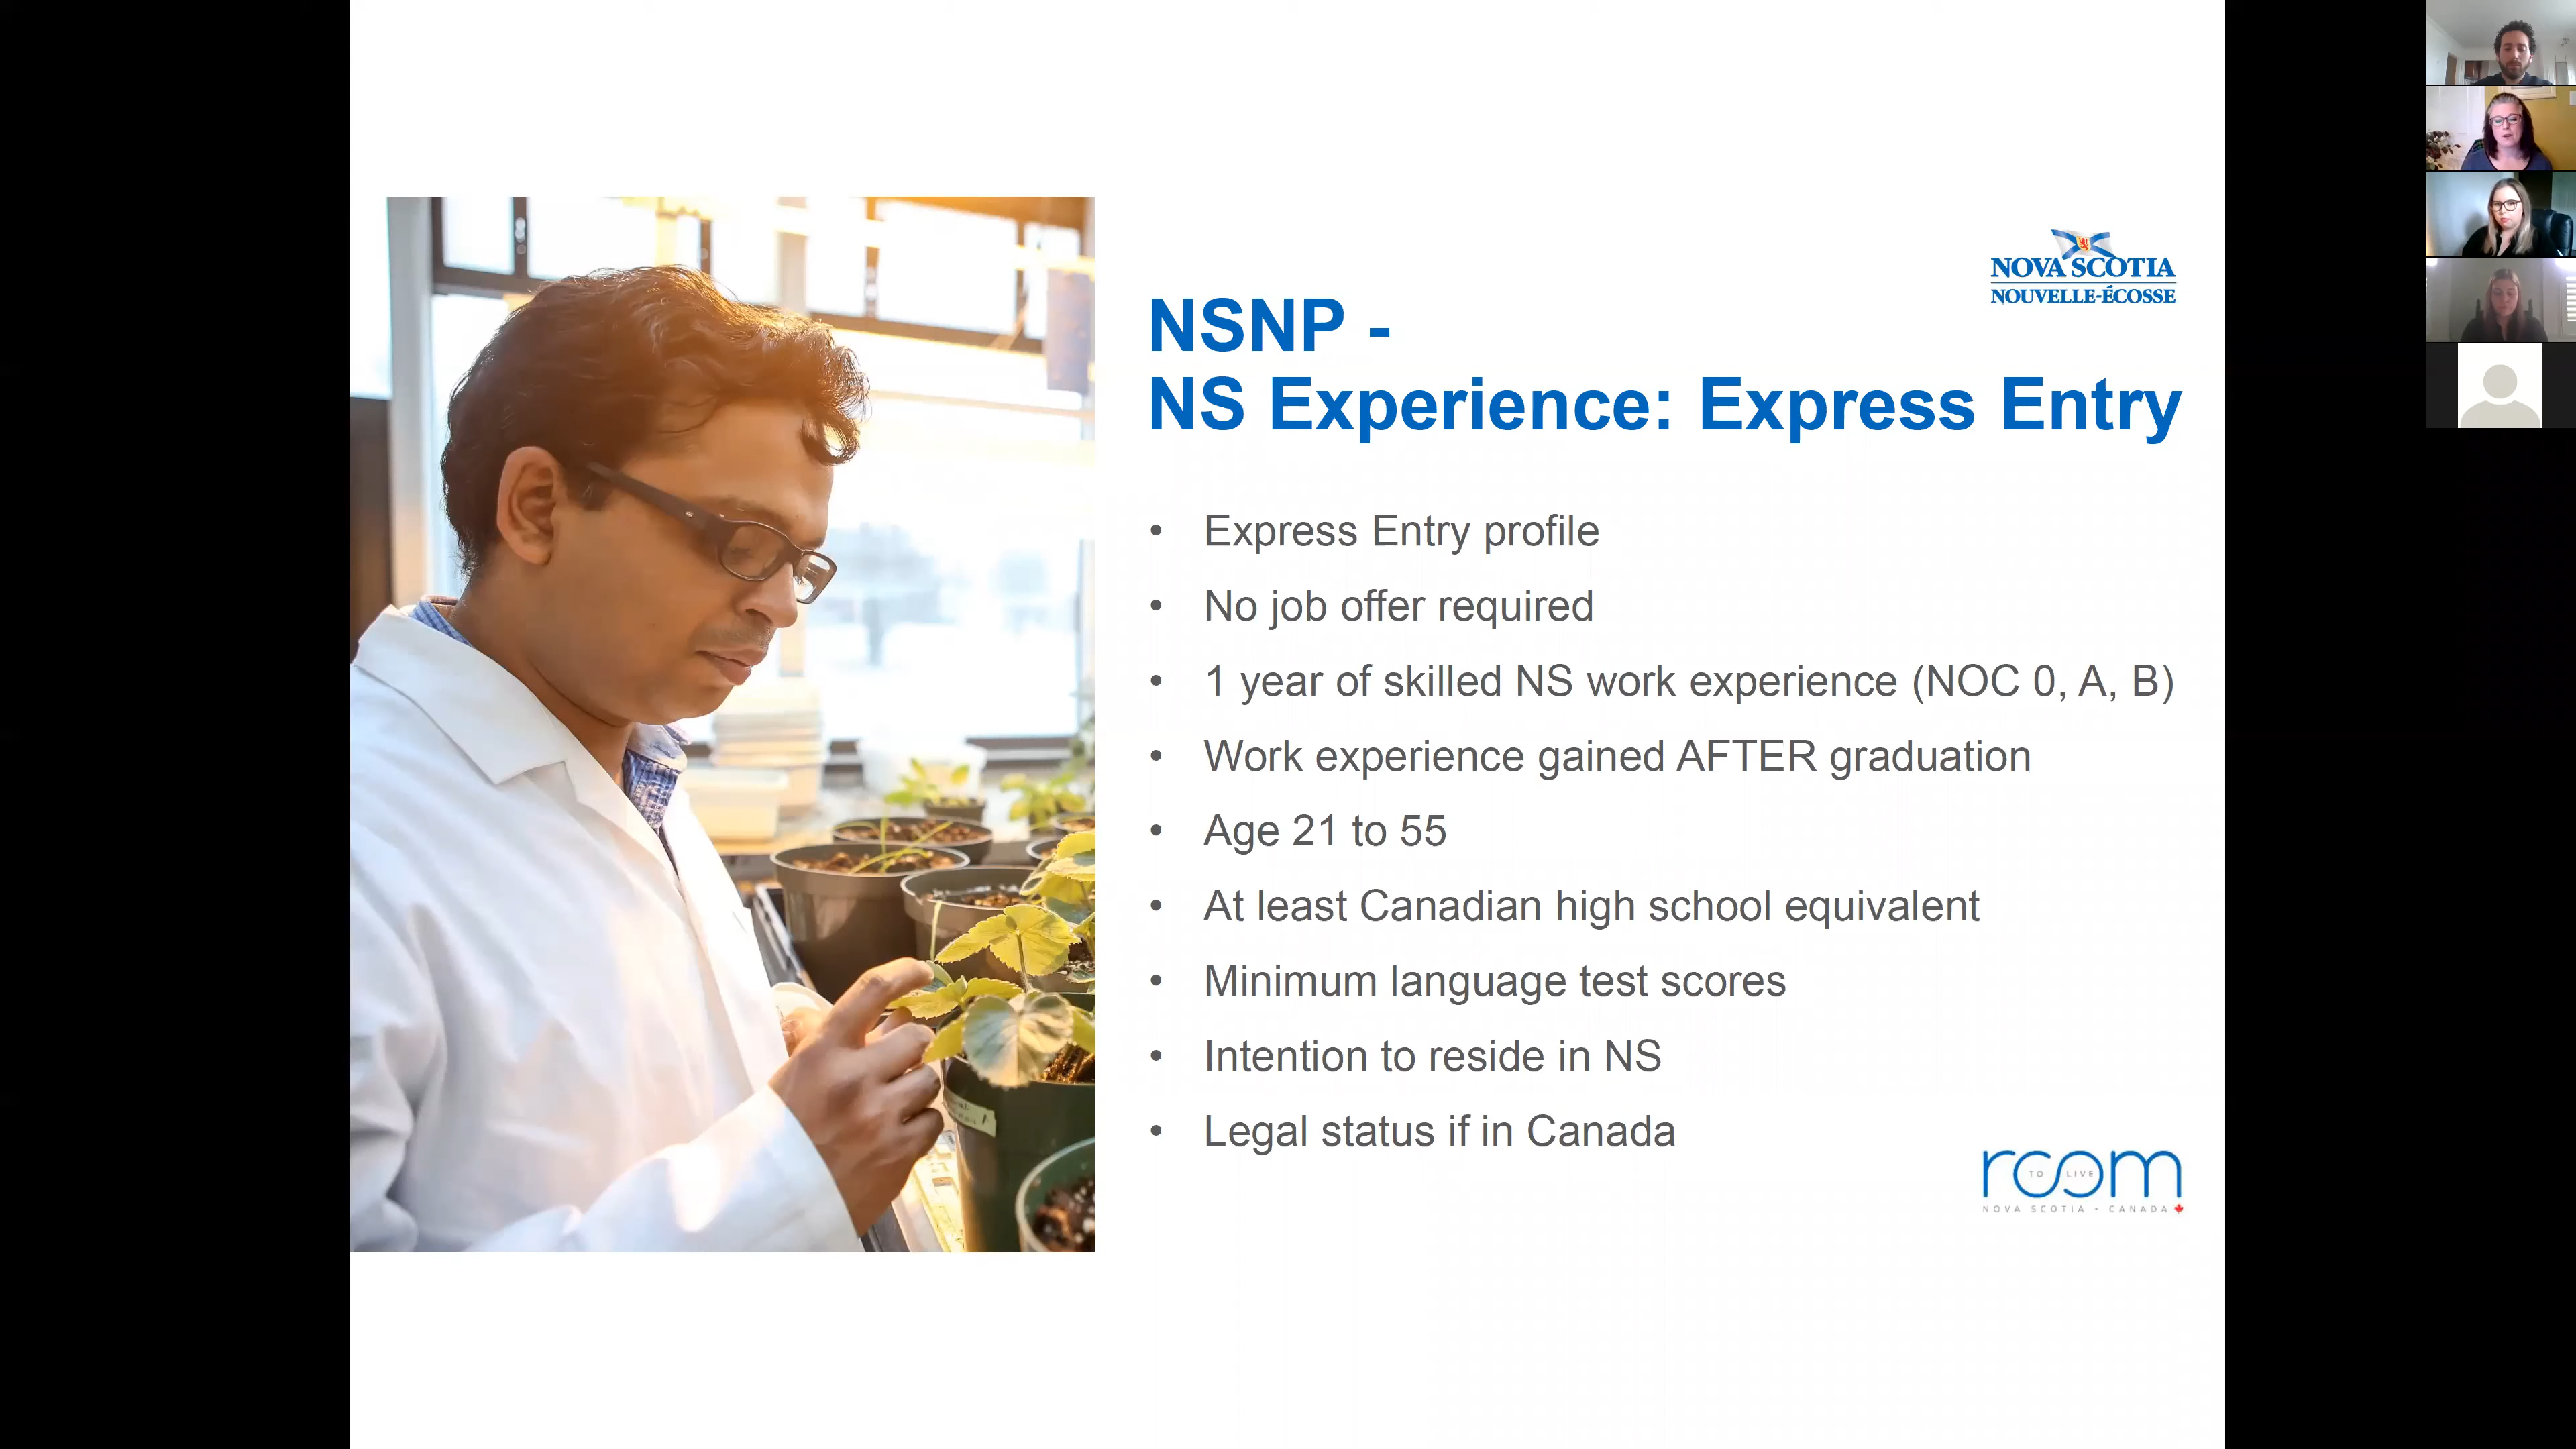 NOVA SCOTIA
NOUVELLE-ÉCOSSE
NSNP -
NS Experience: Express Entry
• Express Entry profile
• No job offer required
• 1 year of skilled NS work experience (NOC 0, A, B)
• Work experience gained AFTER graduation
• Age 21 to 55
• At least Canadian high school equivalent
• Minimum language test scores
• Intention to reside in NS
• Legal status if in Canada
room
TO LIVE
NOVA SCOTIA • CANADA